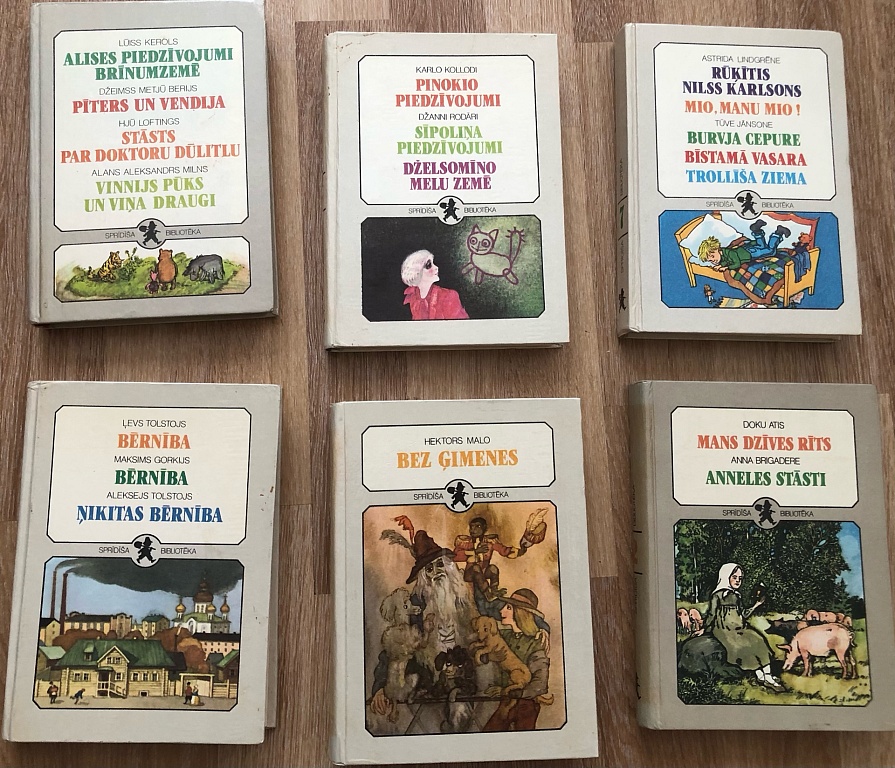 LŪISS KEROLS
ALISES PIEDZĪVOJUMI
BRĪNUMZEMĒ
DŽEIMSS METJŪ BERIJS
PĪTERS UN VENDIJA
HJŪ LOFTINGS
STĀSTS
PAR DOKTORU DŪLITLU
ALANS ALEKSANDRS MILNS
VINNIJS PŪKS
UN VIŅA DRAUGI
SPRĪDĪŠA BIBLIOTĒKA
KARLO KOLLODI
PINOKIO
PIEDZĪVOJUMI
DŽANNI RODĀRI
SĪPOLIŅA
PIEDZĪVOJUMI
DŽELSOMĪNO
MEĻU ZEMĒ
SPRĪDĪŠA BIBLIOTĒKA
ASTRIDA LINDGRĒNE
RŪĶĪTIS
NILSS KARLSONS
MIO, MANU MIO!
TŪVE JĀNSONE
BURVJA CEPURE
BĪSTAMĀ VASARA
TROLLĪŠA ZIEMA
SPRĪDĪŠA BIBLIOTĒKA
7
ĻEVS TOLSTOJS
BĒRNĪBA
MAKSIMS GORKIJS
BĒRNĪBA
ALEKSEJS TOLSTOJS
ŅIKITAS BĒRNĪBA
SPRĪDĪŠA BIBLIOTĒKA
HEKTORS MALO
BEZ ĢIMENES
SPRĪDĪŠA BIBLIOTĒKA
DOKU ATIS
MANS DZĪVES RĪTS
ANNA BRIGADERE
ANNELES STĀSTI
SPRĪDĪŠA BIBLIOTĒKA